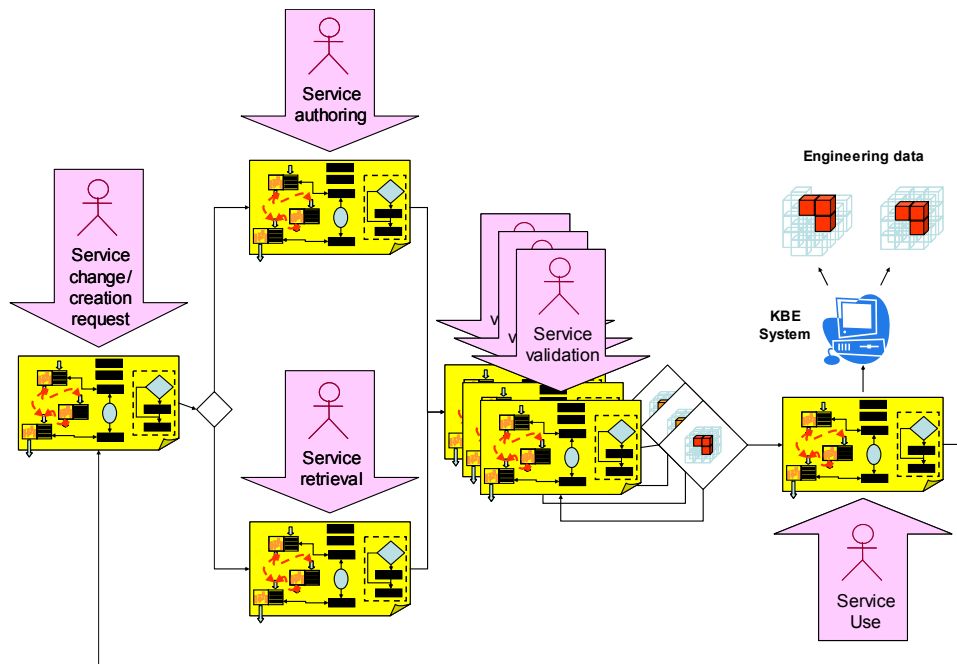 Service
authoring
Service
change/
creation
request
Service
retrieval
v
v
Service
validation
Engineering data
KBE
System
Service
Use